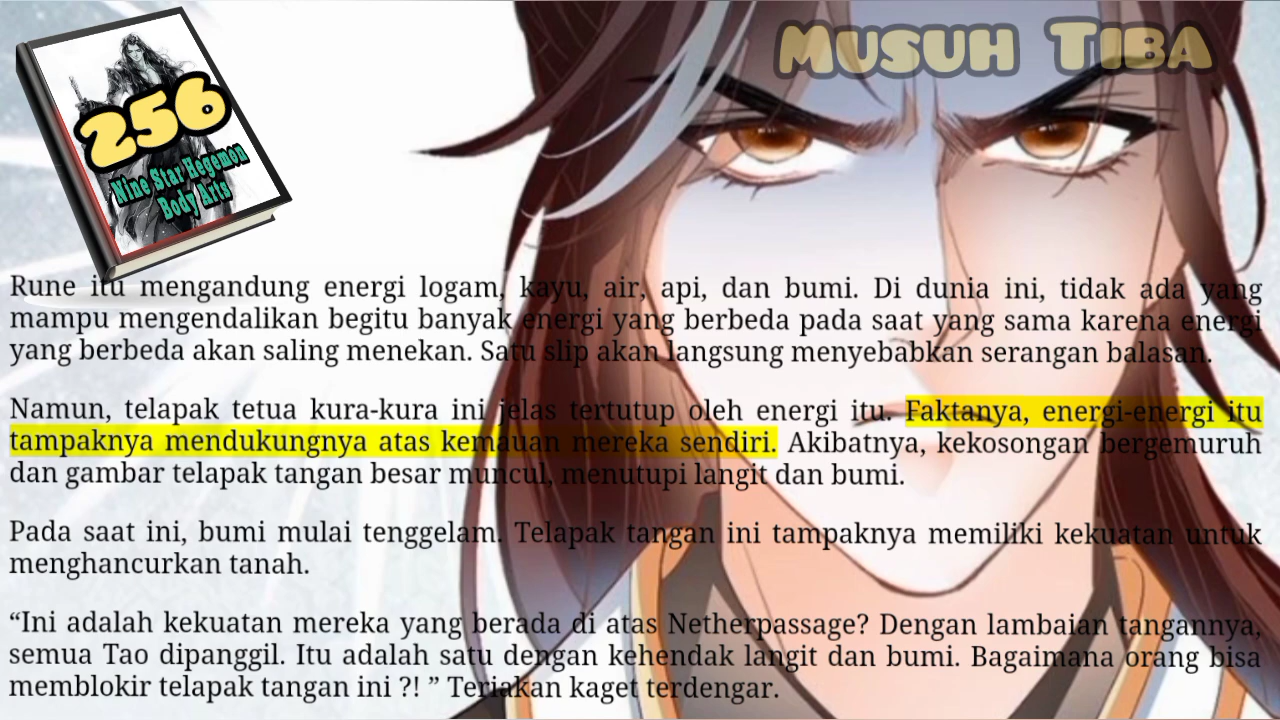 Musuh Tiba
256
Nine Star Hegemon
Body Arts
Rune itu mengandung energi logam, kayu, air, api, dan bumi. Di dunia ini, tidak ada yang
mampu mengendalikan begitu banyak energi yang berbeda pada saat yang sama karena energi
yang berbeda akan saling menekan. Satu slip akan langsung menyebabkan serangan balasan.
Namun, telapak tetua kura-kura ini jelas tertutup oleh energi itu. Faktanya, energi-energi itu
tampaknya mendukungnya atas kemauan mereka sendiri. Akibatnya, kekosongan bergemuruh
dan gambar telapak tangan besar muncul, menutupi langit dan bumi.
Pada saat ini, bumi mulai tenggelam. Telapak tangan ini tampaknya memiliki kekuatan untuk
menghancurkan tanah.
“Ini adalah kekuatan mereka yang berada di atas Netherpassage? Dengan lambaian tangannya,
semua Tao dipanggil. Itu adalah satu dengan kehendak langit dan bumi. Bagaimana orang bisa
memblokir telapak tangan ini ?! ” Teriakan kaget terdengar.